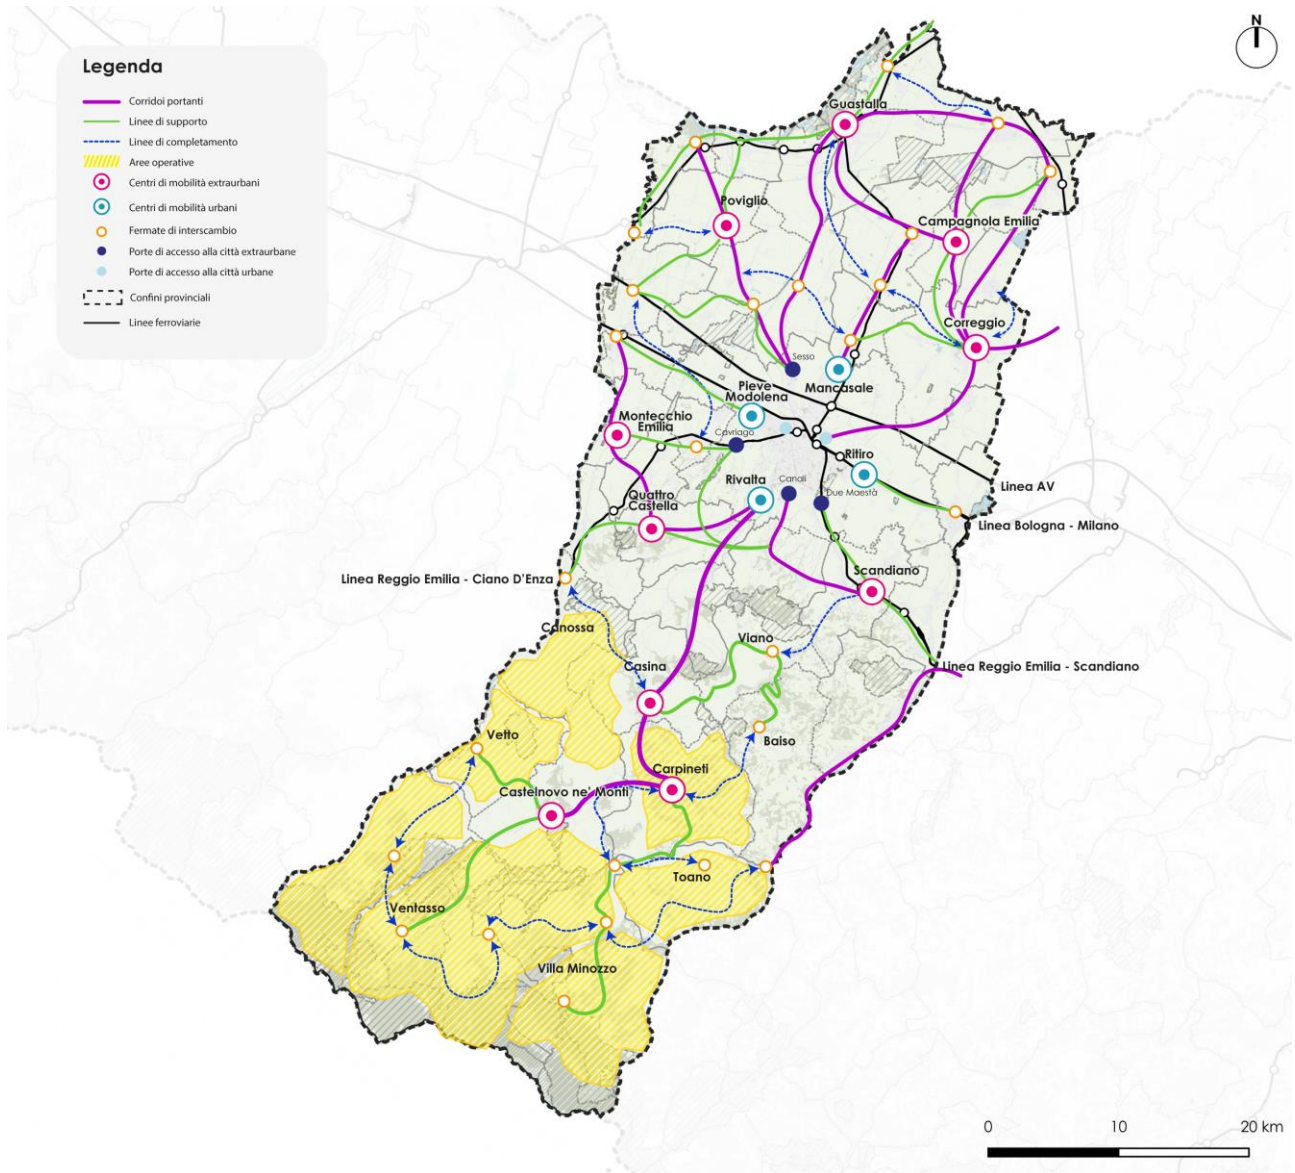 N
Legenda
Corridoi portanti
Linee di supporto
Linee di completamento
Aree operative
Centri di mobilità extraurbani
Centri di mobilità urbani
Fermate di interscambio
Porte di accesso alla città extraurbane
Porte di accesso alla città urbane
Confini provinciali
Linee ferroviarie
Guastalla
Poviglio
Campagnola Emilia
Correggio
Sesso
Mancasale
Pieve
Modolena
Montecchio
Emilia
Cavriago
Ritiro
Rivalta
Canali
Due Maestà
Linea AV
Quattro
Castella
Linea Bologna - Milano
Scandiano
Linea Reggio Emilia - Ciano D'Enza
Canossa
Viano
Casina
Linea Reggio Emilia - Scandiano
Vetto
Baiso
Carpineti
Castelnovo ne' Monti
Toano
Ventasso
Villa Minozzo
0 10 20 km